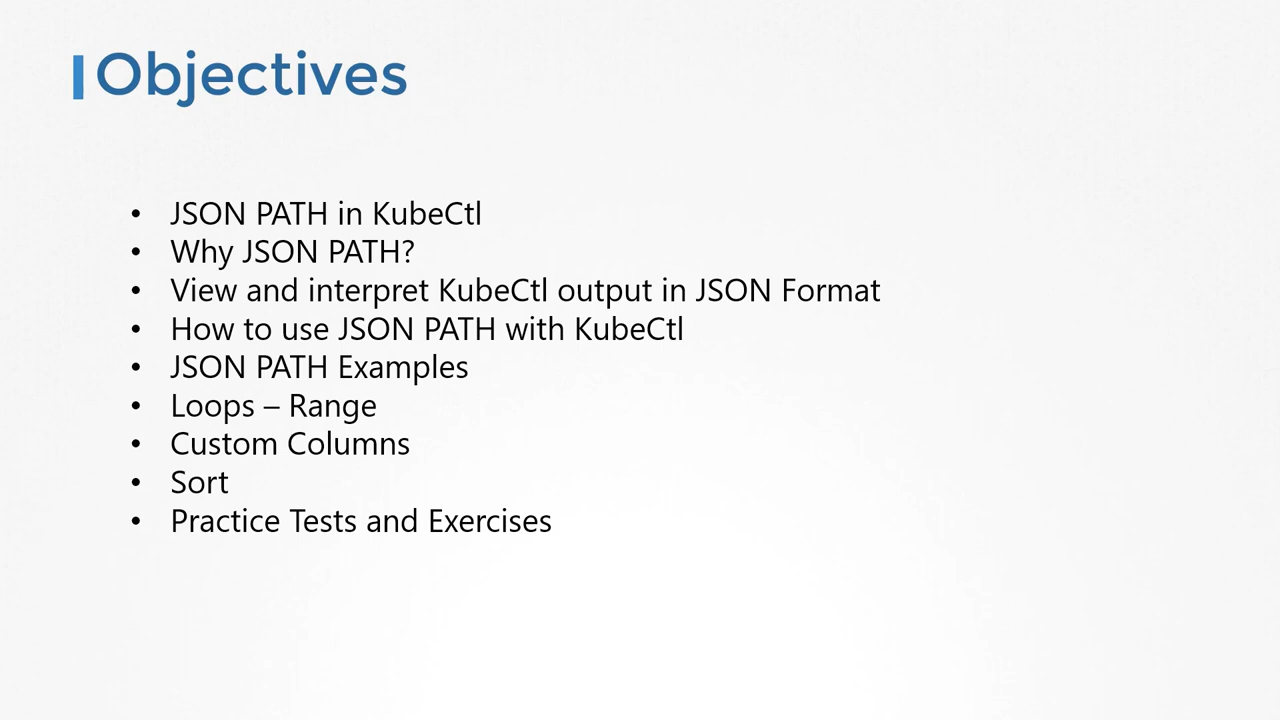 Objectives
• JSON PATH in KubeCtl
• Why JSON PATH?
• View and interpret KubeCtl output in JSON Format
• How to use JSON PATH with KubeCtl
• JSON PATH Examples
• Loops – Range
• Custom Columns
• Sort
• Practice Tests and Exercises